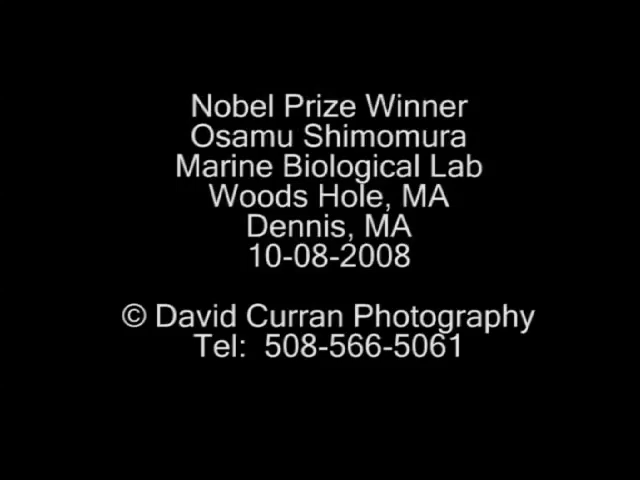 Nobel Prize Winner
Osamu Shimomura
Marine Biological Lab
Woods Hole, MA
Dennis, MA
10-08-2008
© David Curran Photography
Tel:  508-566-5061